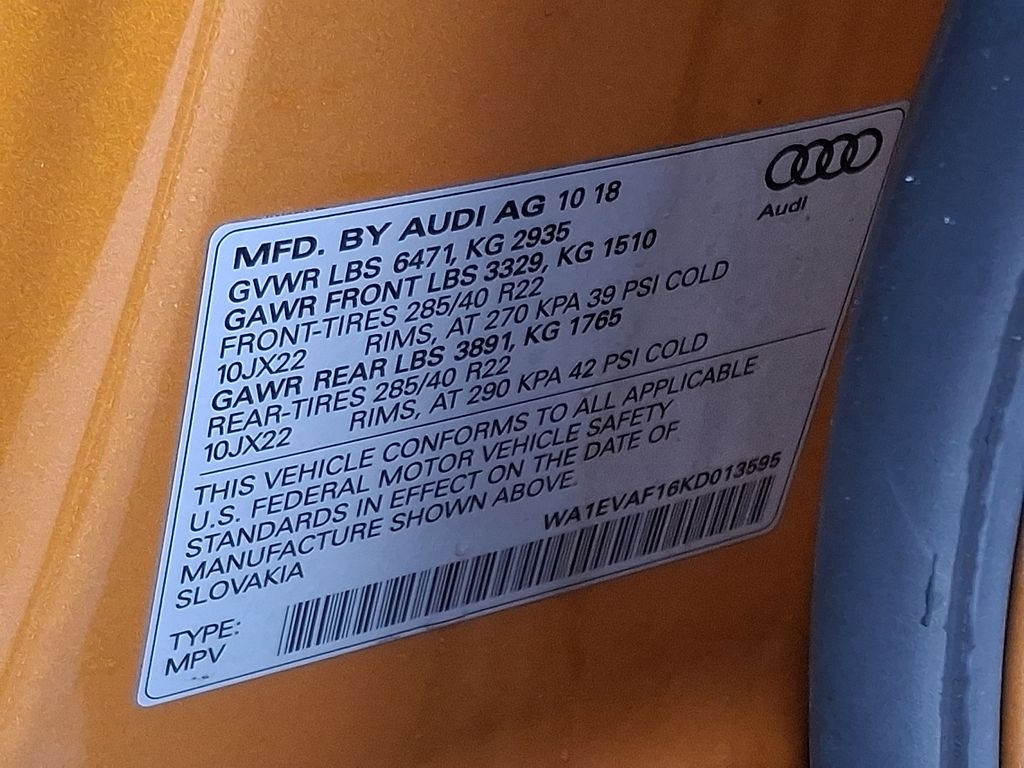 Audi
MFD. BY AUDI AG 10 18
GVWR LBS 6471, KG 2935
GAWR FRONT LBS 3329, KG 1510
FRONT-TIRES 285/40 R22
10JX22 RIMS, AT 270 KPA 39 PSI COLD
GAWR REAR LBS 3891, KG 1765
REAR-TIRES 285/40 R22
10JX22 RIMS, AT 290 KPA 42 PSI COLD
THIS VEHICLE CONFORMS TO ALL APPLICABLE
U.S. FEDERAL MOTOR VEHICLE SAFETY
STANDARDS IN EFFECT ON THE DATE OF
MANUFACTURE SHOWN ABOVE.
SLOVAKIA
WA1EVAF16KD013595
TYPE:
MPV